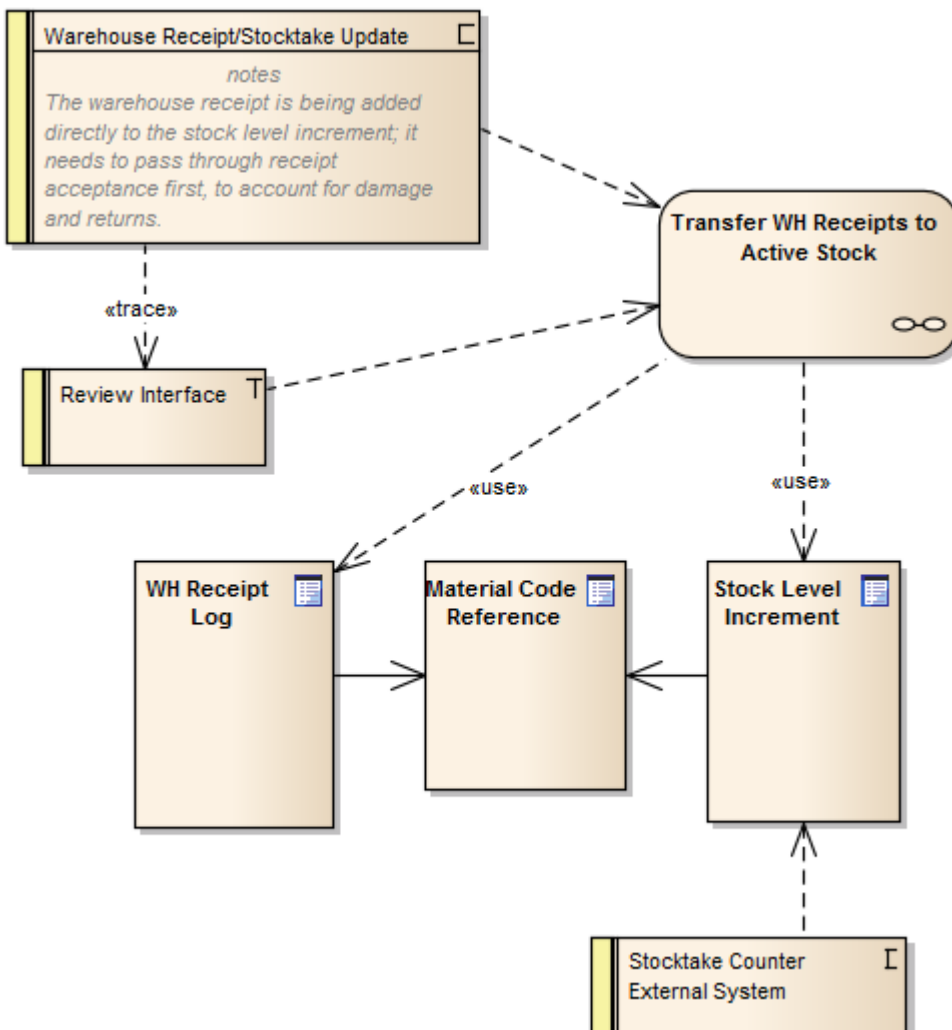 Warehouse Receipt/Stocktake Update
notes
The warehouse receipt is being added
directly to the stock level increment; it
needs to pass through receipt
acceptance first, to account for damage
and returns.
Transfer WH Receipts to
Active Stock
«trace»
Review Interface
«use»
«use»
WH Receipt
Log
Material Code
Reference
Stock Level
Increment
Stocktake Counter
External System